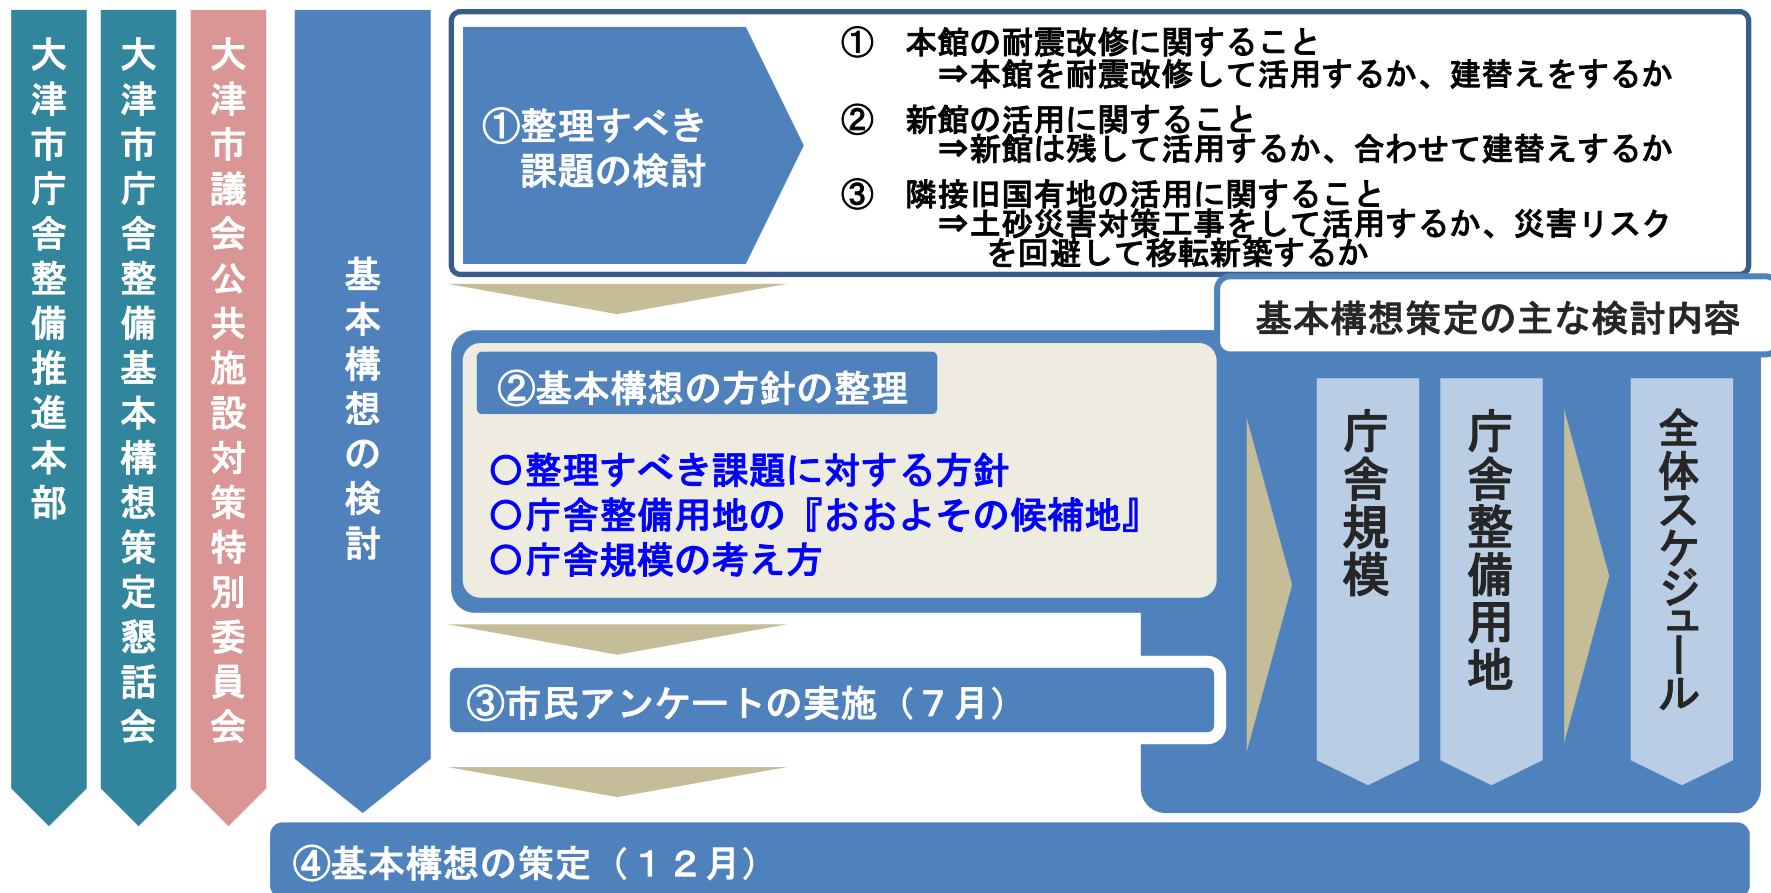 大津市庁舎整備推進本部
大津市庁舎整備基本構想策定懇話会
大津市議会公共施設対策特別委員会
基本構想の検討
①整理すべき
課題の検討
①　本館の耐震改修に関すること
⇒本館を耐震改修して活用するか、建替えをするか
②　新館の活用に関すること
⇒新館は残して活用するか、合わせて建替えするか
③　隣接旧国有地の活用に関すること
⇒土砂災害対策工事をして活用するか、災害リスク
を回避して移転新築するか
基本構想策定の主な検討内容
②基本構想の方針の整理
〇整理すべき課題に対する方針
〇庁舎整備用地の『おおよその候補地』
〇庁舎規模の考え方
庁舎規模
庁舎整備用地
全体スケジュール
③市民アンケートの実施（７月）
④基本構想の策定（１２月）